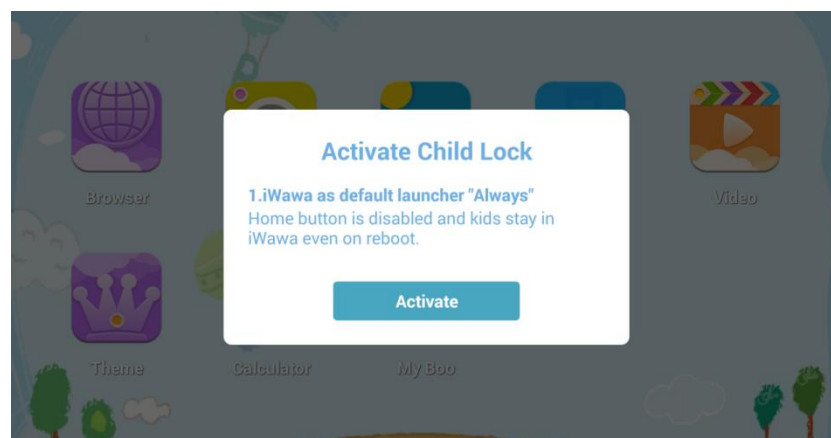 Activate Child Lock
1.iWawa as default launcher "Always"
Home button is disabled and kids stay in
iWawa even on reboot.
Activate
Browser
Video
Theme
Calculator
My Boo